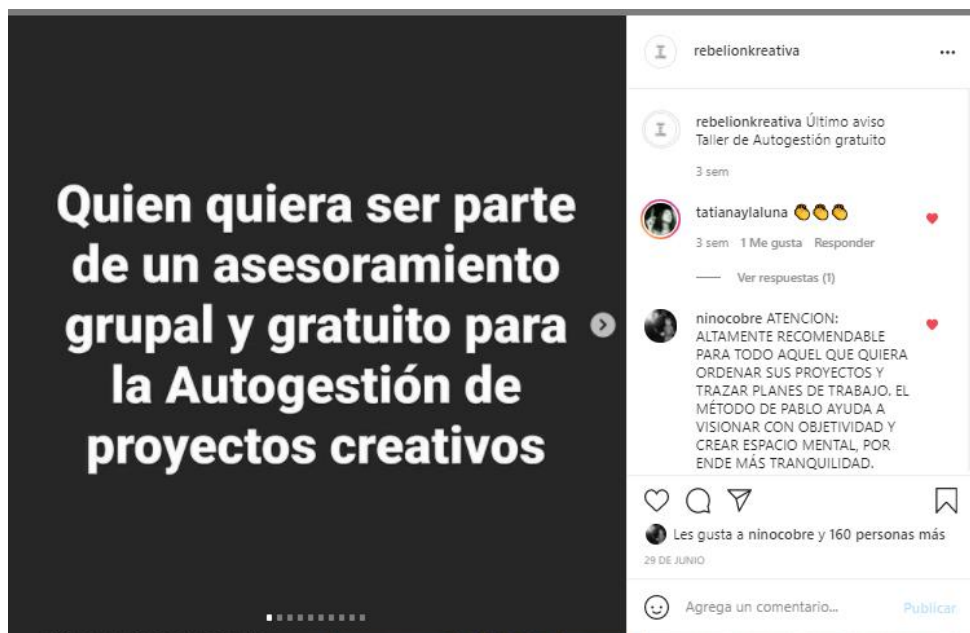 Quien quiera ser parte
de un asesoramiento
grupal y gratuito para
la Autogestión de
proyectos creativos
rebelionkreativa
rebelionkreativa Último aviso
Taller de Autogestión gratuito
3 sem
tatianaylaluna 👏👏👏
3 sem 1 Me gusta Responder
Ver respuestas (1)
ninocobre ATENCION:
ALTAMENTE RECOMENDABLE
PARA TODO AQUEL QUE QUIERA
ORDENAR SUS PROYECTOS Y
TRAZAR PLANES DE TRABAJO. EL
MÉTODO DE PABLO AYUDA A
VISIONAR CON OBJETIVIDAD Y
CREAR ESPACIO MENTAL, POR
ENDE MÁS TRANQUILIDAD.
Les gusta a ninocobre y 160 personas más
29 DE JUNIO
Agrega un comentario... Publicar